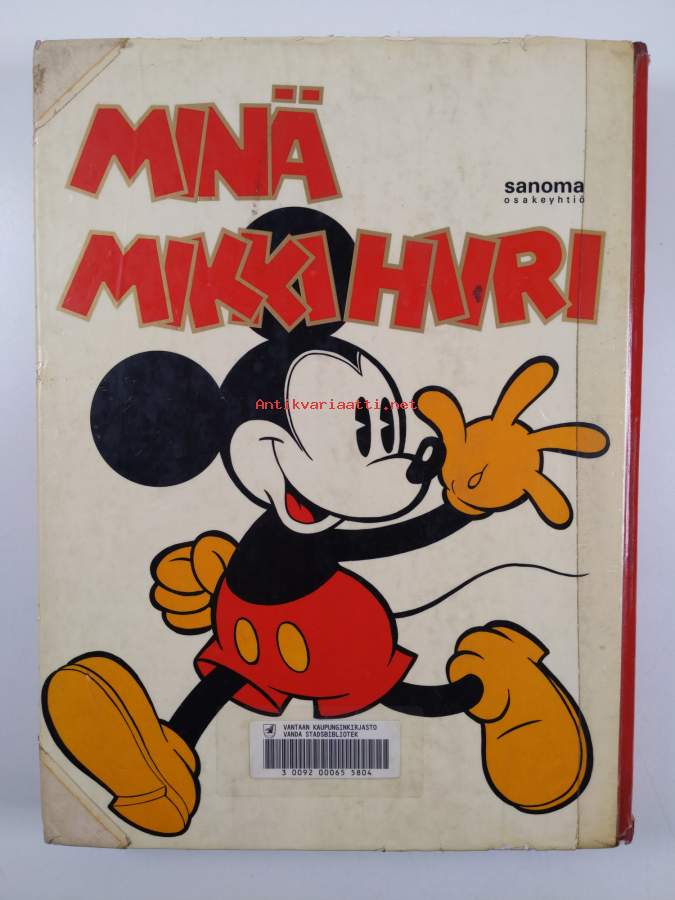 MINÄ
sanoma
osakeyhtiö
MIKKI HIIRI
Antikvariaatti.net
VANTAAN KAUPUNGINKIRJASTO
VANDA STADSBIBLIOTEK
3 0092 00065 5804